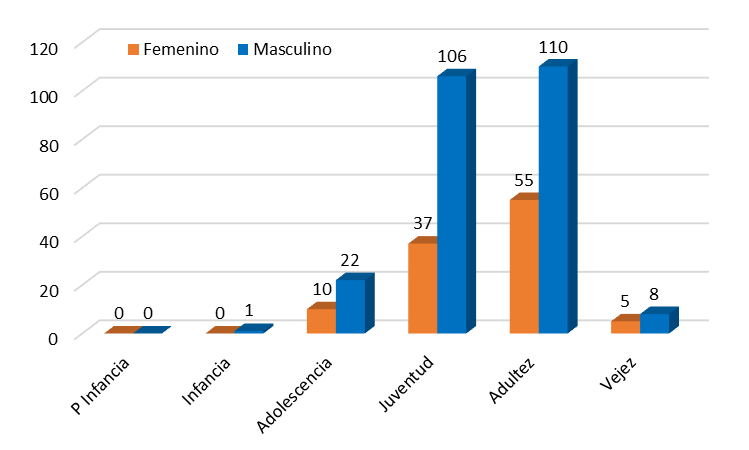 Femenino Masculino
120
100
80
60
40
20
0
0 0
0 1
10 22
37 106
55 110
5 8
P Infancia
Infancia
Adolescencia
Juventud
Adultez
Vejez